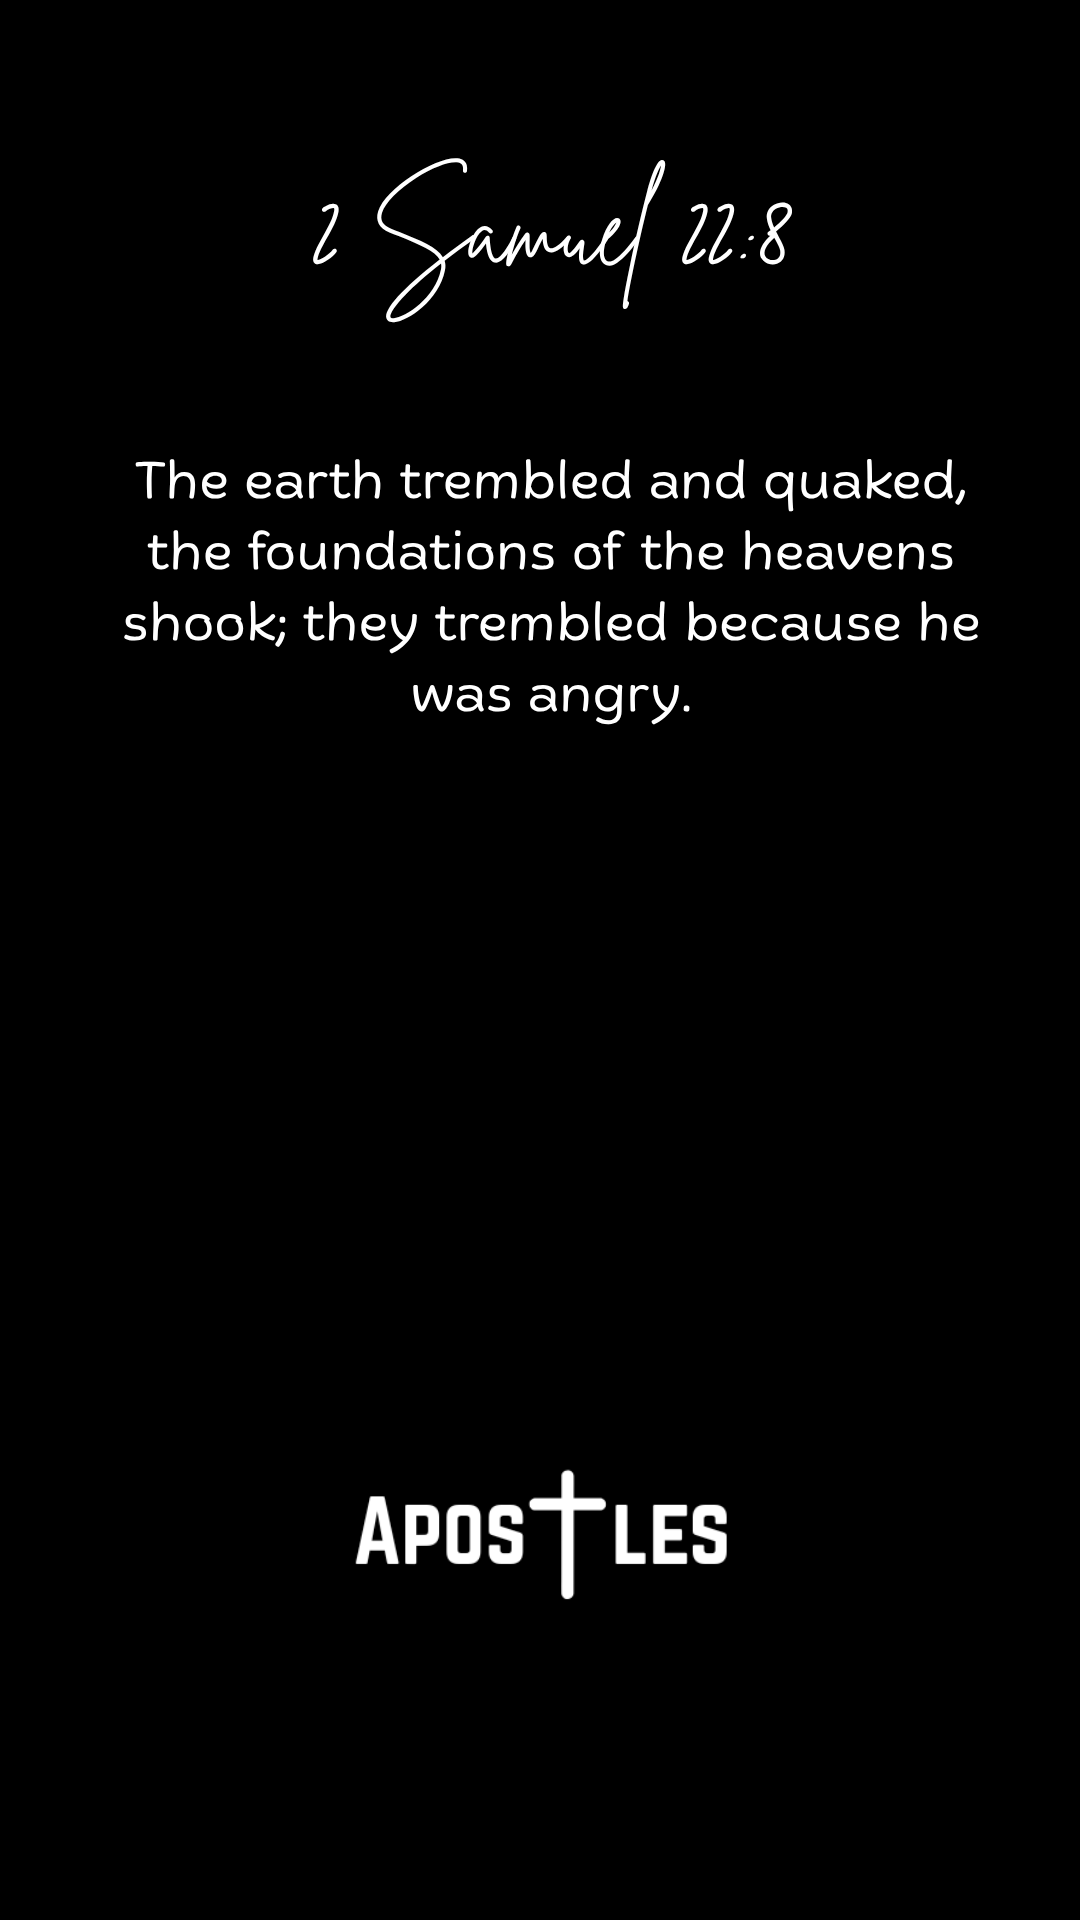 2 Samuel 22:8
The earth trembled and quaked,
the foundations of the heavens
shook; they trembled because he
was angry.
Apostles